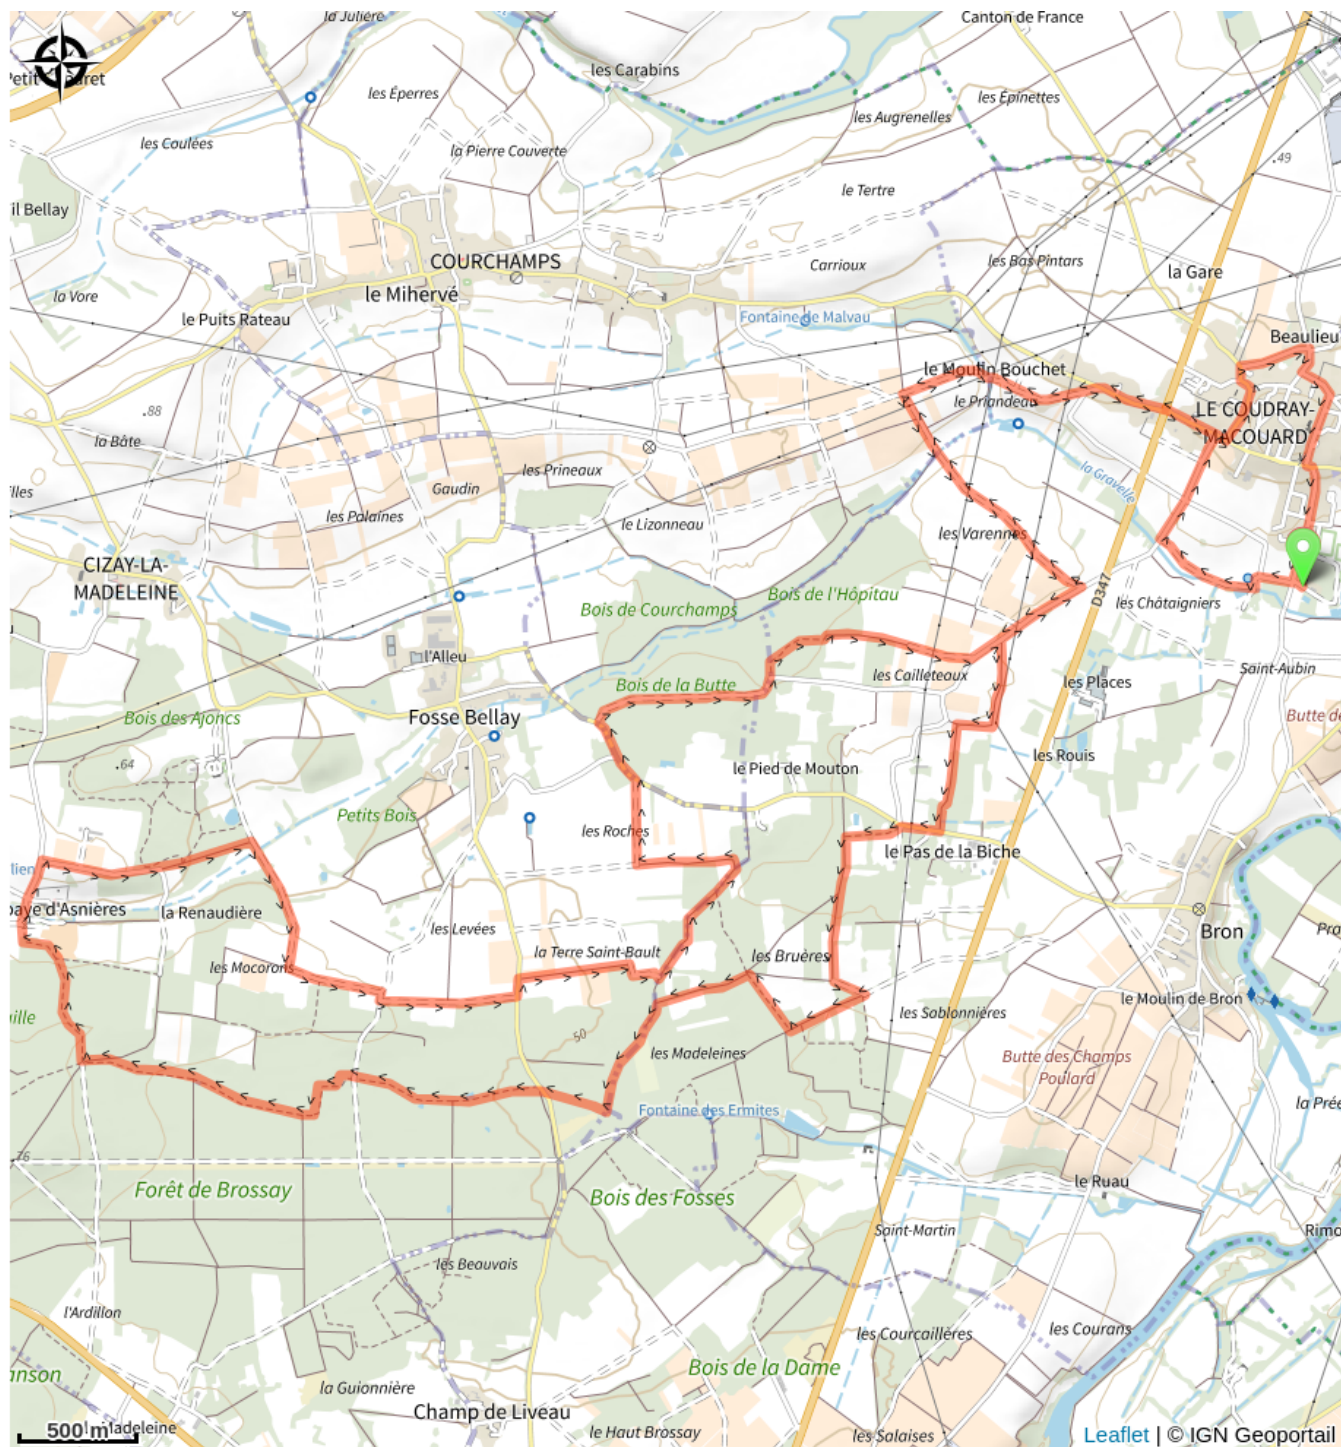 la Julière
Canton de France
les Carabins
les Éperres
les Épinettes
les Augrenelles
les Coulées
la Pierre Couverte
49
le Tertre
il Bellay
COURCHAMPS
Carrioux
les Bas Pintars
la Gare
la Vore
le Mihervé
le Puits Rateau
Fontaine de Malvau
Beaulieu
le Moulin Bouchet
88
le Priandeau
LE COUDRAY-
MACOUARD
la Bâte
les Prineaux
la Gravelle
Gaudin
les Palaines
le Lizonneau
les Varennes
CIZAY-LA-
MADELEINE
D347
Bois de l'Hôpitau
Bois de Courchamps
les Châtaigniers
l'Alleu
Saint-Aubin
les Cailleteaux
Bois de la Butte
les Places
Bois des Ajoncs
Fosse Bellay
Butte de
64
les Rouis
le Pied de Mouton
Petits Bois
les Roches
le Pas de la Biche
lien
baye d'Asnières
la Renaudière
les Levées
Bron
la Terre Saint-Bault
les Bruères
les Mocorons
le Moulin de Bron
les Sablonnières
50
les Madeleines
Butte des Champs
Poulard
Fontaine des Ermites
la Prée
76
Forêt de Brossay
le Ruau
Bois des Fosses
Saint-Martin
les Beauvais
l'Ardillon
les Courans
les Courcaillères
Bois de la Dame
anson
la Guionnière
Champ de Liveau
500 m
Madeleine
le Haut Brossay
les Salaises
Leaflet | © IGN Geoportail